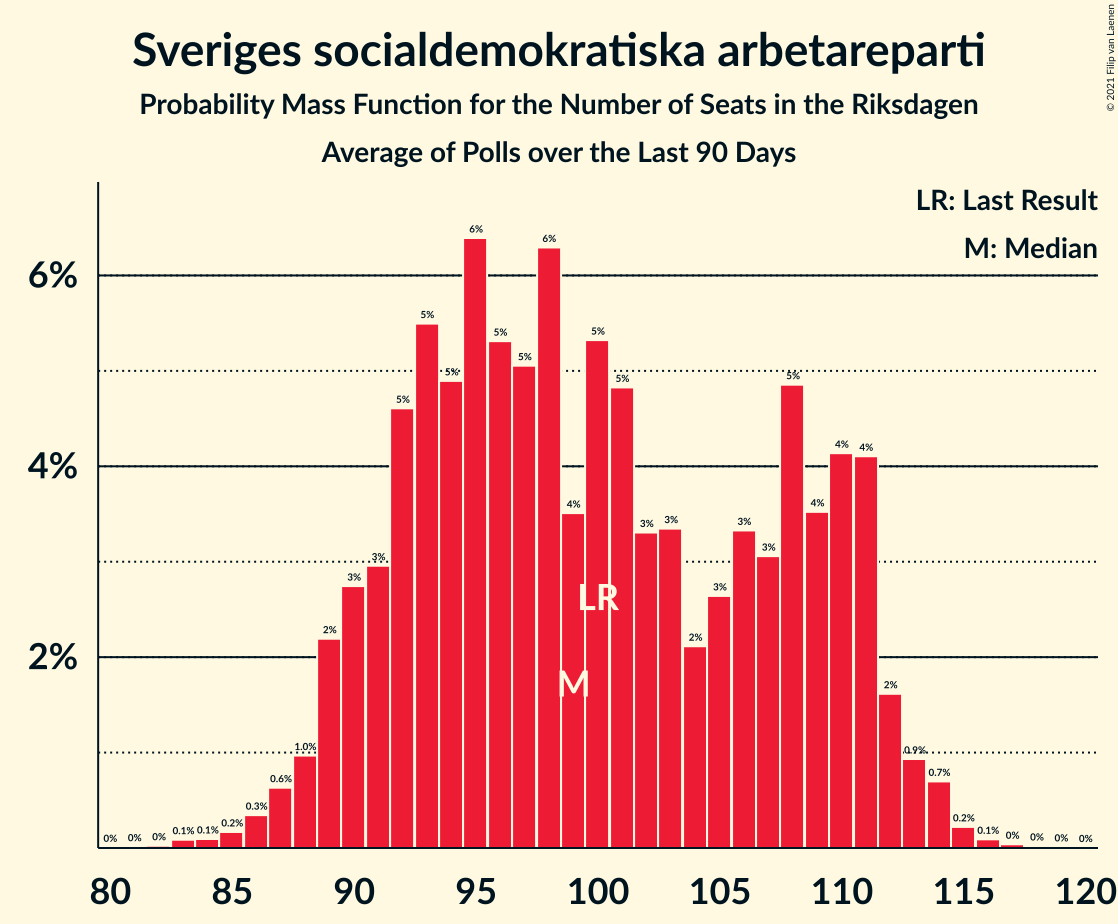 Sveriges socialdemokratiska arbetareparti
Probability Mass Function for the Number of Seats in the Riksdagen
Average of Polls over the Last 90 Days
© 2021 Filip van Laenen
LR: Last Result
M: Median
6%
4%
2%
0% 0% 0% 0.1% 0.1% 0.2% 0.3% 0.6% 1.0% 2% 3% 3% 5% 5% 5% 6% 5% 5% 6% 4% 5% 5% 3% 3% 2% 3% 3% 3% 5% 4% 4% 4% 2% 0.9% 0.7% 0.2% 0.1% 0% 0% 0% 0%
LR
M
80 85 90 95 100 105 110 115 120